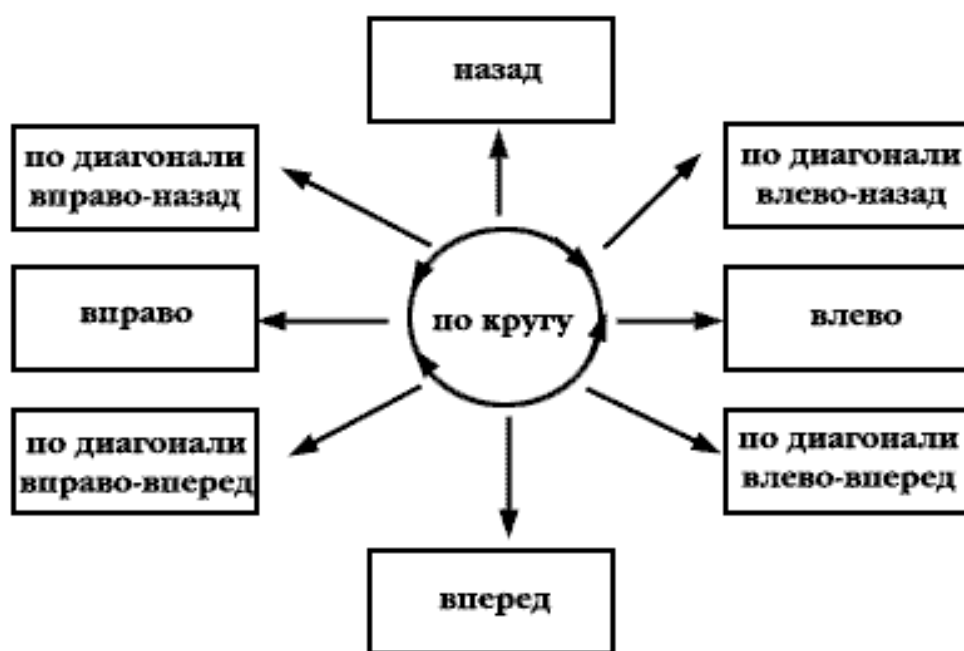 назад
по диагонали
вправо-назад
по диагонали
влево-назад
вправо
по кругу
влево
по диагонали
вправо-вперед
по диагонали
влево-вперед
вперед